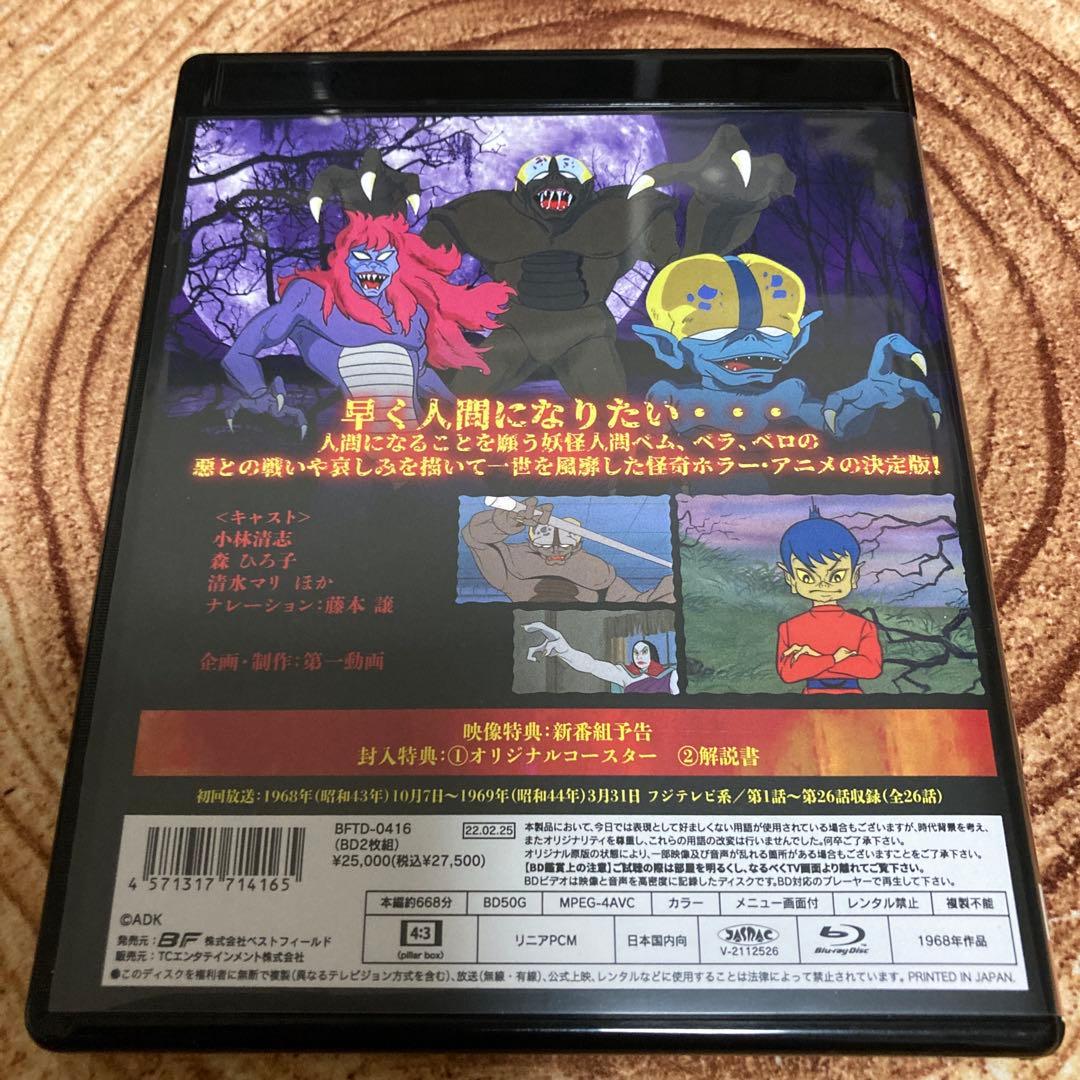 早く人間になりたい・・・
人間になることを願う妖怪人間ベム、ベラ、ベロの
悪との戦いや哀しみを描いて一世を風靡した怪奇ホラー・アニメの決定版!
<キャスト>
小林清志
森 ひろ子
清水マリ ほか
ナレーション:藤本 譲
企画・制作:第一動画
映像特典:新番組予告
封入特典:①オリジナルコースター ②解説書
初回放送:1968年(昭和43年)10月7日~1969年(昭和44年)3月31日 フジテレビ系/第1話~第26話収録(全26話)
4 571317 714165
BFTD-0416 22.02.25
(BD2枚組)
¥25,000(税込¥27,500)
本製品において、今日では表現として好ましくない用語が使用されている場合もございますが、時代背景を考え、
またオリジナリティを尊重し、これらの用語の改変は行いませんでした。何卒ご了承下さい。
オリジナル原版の状態により、一部映像及び音声が乱れる箇所がある場合もございますことをご了承下さい。
【BD鑑賞上の注意】ご試聴の際は部屋を明るくし、なるべくTV画面より離れてご覧下さい。
BDビデオは映像と音声を高密度に記録したディスクです。BD対応のプレーヤーで再生して下さい。
本編約668分 BD50G MPEG-4AVC カラー メニュー画面付 レンタル禁止 複製不能
©ADK
発売元:BF 株式会社ベストフィールド
販売元:TCエンタテインメント株式会社
4:3
(pillar box)
リニアPCM 日本国内向 JASRAC
V-2112526
Blu-ray Disc
1968年作品
●このディスクを権利者に無断で複製(異なるテレビジョン方式を含む)、放送(無線・有線)、公式上映、レンタルなどに使用することは法律によって禁止されています。PRINTED IN JAPAN.